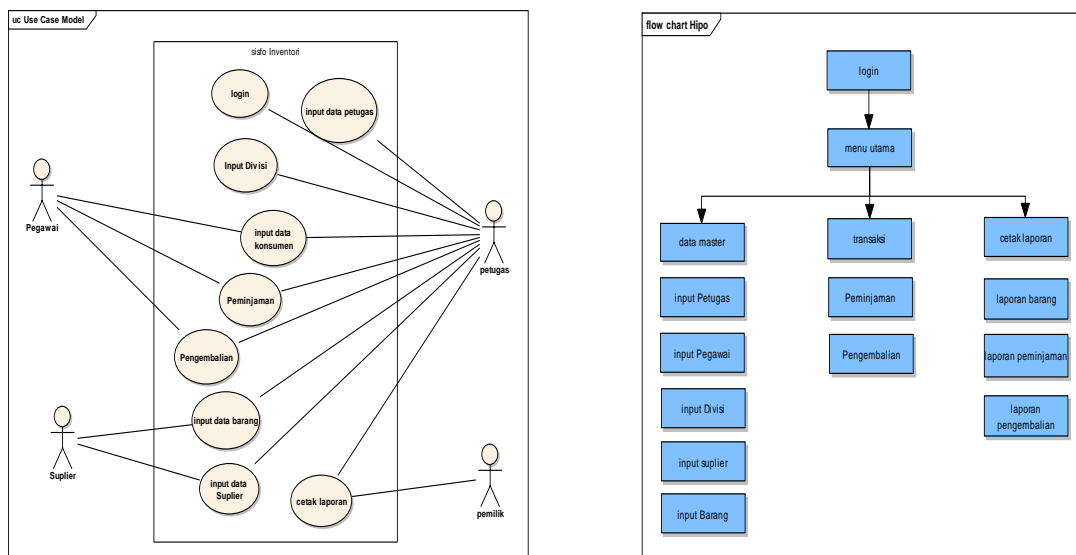 uc Use Case Model
sisfo Inventori
login
input data petugas
Input Divisi
Pegawai
input data
konsumen
petugas
Peminjaman
Pengembalian
input data barang
Suplier
input data
Suplier
cetak laporan
pemilik
flow chart Hipo
login
menu utama
data master
transaksi
cetak laporan
input Petugas
Peminjaman
laporan barang
input Pegawai
Pengembalian
laporan peminjaman
input Divisi
laporan
pengembalian
input suplier
input Barang